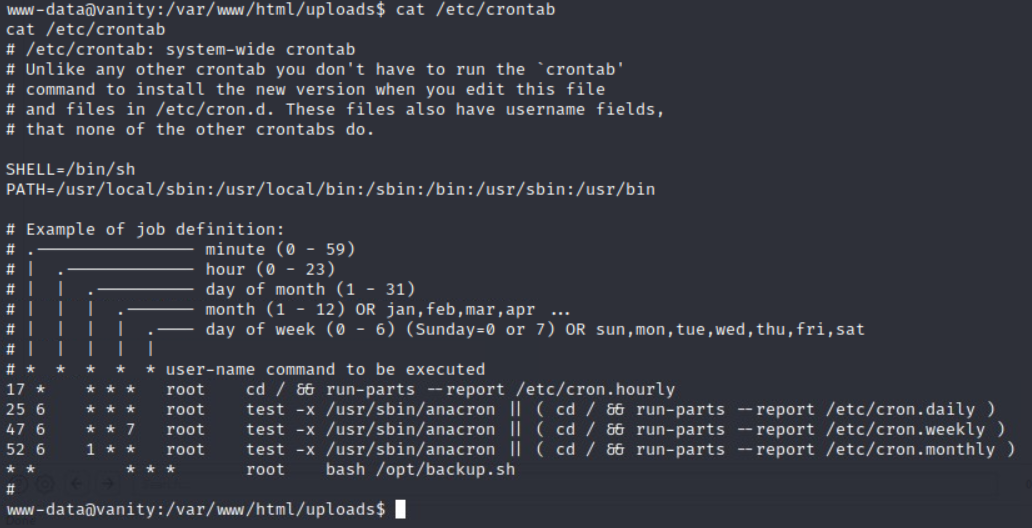 www-data@vanity:/var/www/html/uploads$ cat /etc/crontab
cat /etc/crontab
# /etc/crontab: system-wide crontab
# Unlike any other crontab you don't have to run the `crontab'
# command to install the new version when you edit this file
# and files in /etc/cron.d. These files also have username fields,
# that none of the other crontabs do.

SHELL=/bin/sh
PATH=/usr/local/sbin:/usr/local/bin:/sbin:/bin:/usr/sbin:/usr/bin

# Example of job definition:
# .---------------- minute (0 - 59)
# |  .------------- hour (0 - 23)
# |  |  .---------- day of month (1 - 31)
# |  |  |  .------- month (1 - 12) OR jan,feb,mar,apr ...
# |  |  |  |  .---- day of week (0 - 6) (Sunday=0 or 7) OR sun,mon,tue,wed,thu,fri,sat
# |  |  |  |  |
# *  *  *  *  * user-name command to be executed
17 *    * * *   root    cd / && run-parts --report /etc/cron.hourly
25 6    * * *   root    test -x /usr/sbin/anacron || ( cd / && run-parts --report /etc/cron.daily )
47 6    * * 7   root    test -x /usr/sbin/anacron || ( cd / && run-parts --report /etc/cron.weekly )
52 6    1 * *   root    test -x /usr/sbin/anacron || ( cd / && run-parts --report /etc/cron.monthly )
* *         * * *       root    bash /opt/backup.sh
#
www-data@vanity:/var/www/html/uploads$